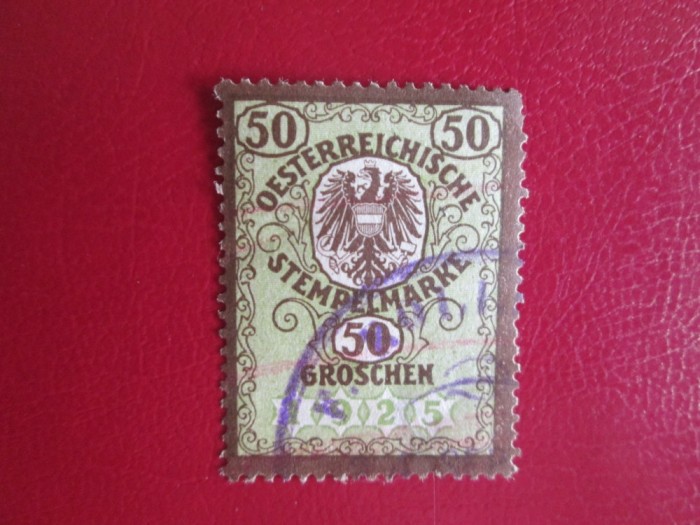 50 50
OESTERREICHISCHE
STEMPELMARKE
50
GROSCHEN
1925